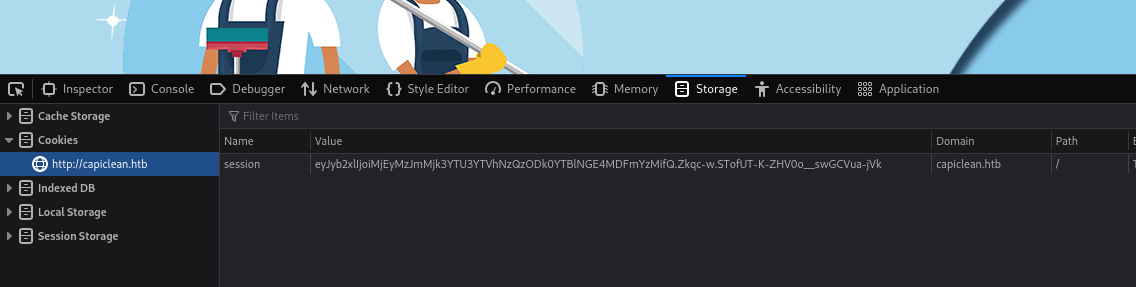 Inspector Console Debugger Network Style Editor Performance Memory Storage Accessibility Application
Cache Storage
Filter Items
Cookies
Name Value Domain Path
http://capiclean.htb
session eyJyb2xlIjoiMjEyMzJmMjk3YTU3YTVhNzQzODk0YTBlNGE4MDFmYzMifQ.Zkqc-w.STofUT-K-ZHV0o__swGCVua-jVk capiclean.htb /
Indexed DB
Local Storage
Session Storage